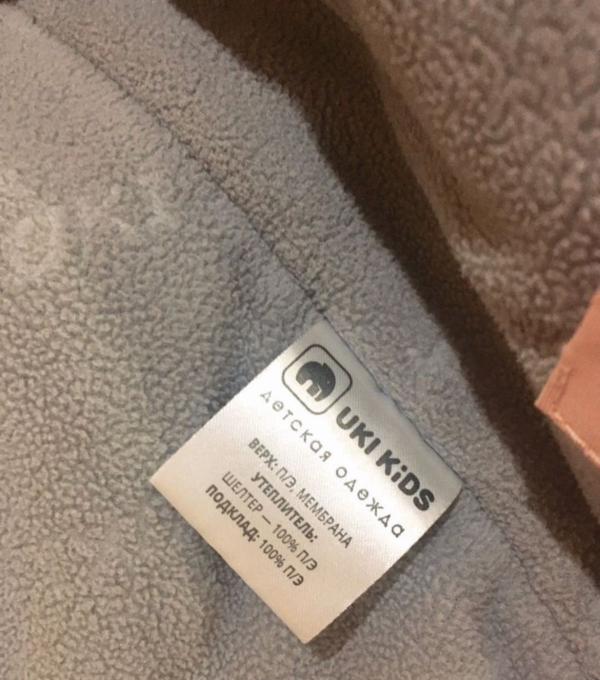 UKI KiDS
детская одежда
ВЕРХ: П/Э, МЕМБРАНА
УТЕПЛИТЕЛЬ:
ШЕЛТЕР — 100% П/Э
ПОДКЛАД: 100% П/Э